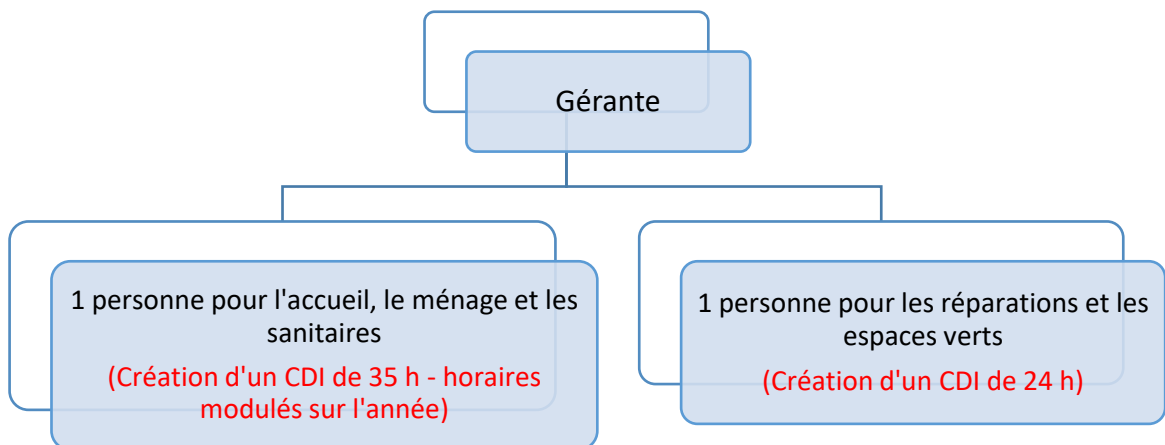 Gérante
1 personne pour l'accueil, le ménage et les
sanitaires
(Création d'un CDI de 35 h - horaires
modulés sur l'année)
1 personne pour les réparations et les
espaces verts
(Création d'un CDI de 24 h)